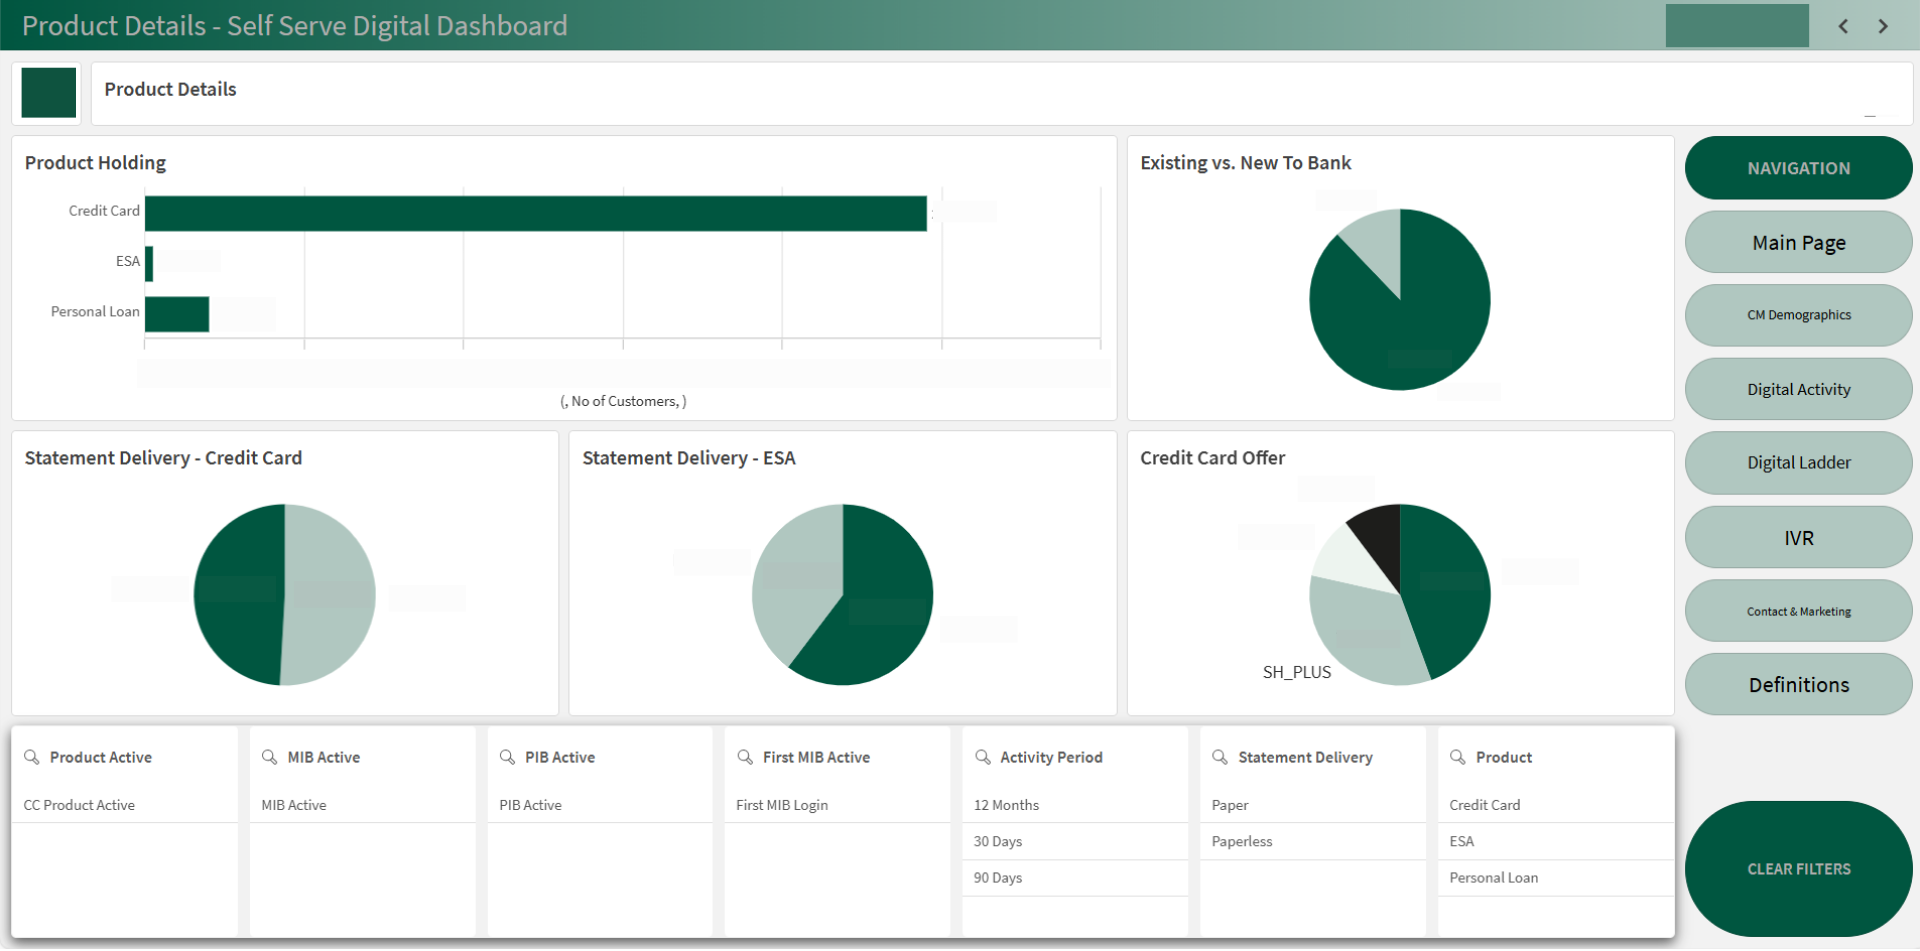 Product Details - Self Serve Digital Dashboard
Product Details
Product Holding
Credit Card
ESA
Personal Loan
(, No of Customers, )
Existing vs. New To Bank
NAVIGATION
Main Page
CM Demographics
Digital Activity
Digital Ladder
IVR
Contact & Marketing
Definitions
Statement Delivery - Credit Card
Statement Delivery - ESA
Credit Card Offer
SH_PLUS
Product Active
CC Product Active
MIB Active
MIB Active
PIB Active
PIB Active
First MIB Active
First MIB Login
Activity Period
12 Months
30 Days
90 Days
Statement Delivery
Paper
Paperless
Product
Credit Card
ESA
Personal Loan
CLEAR FILTERS